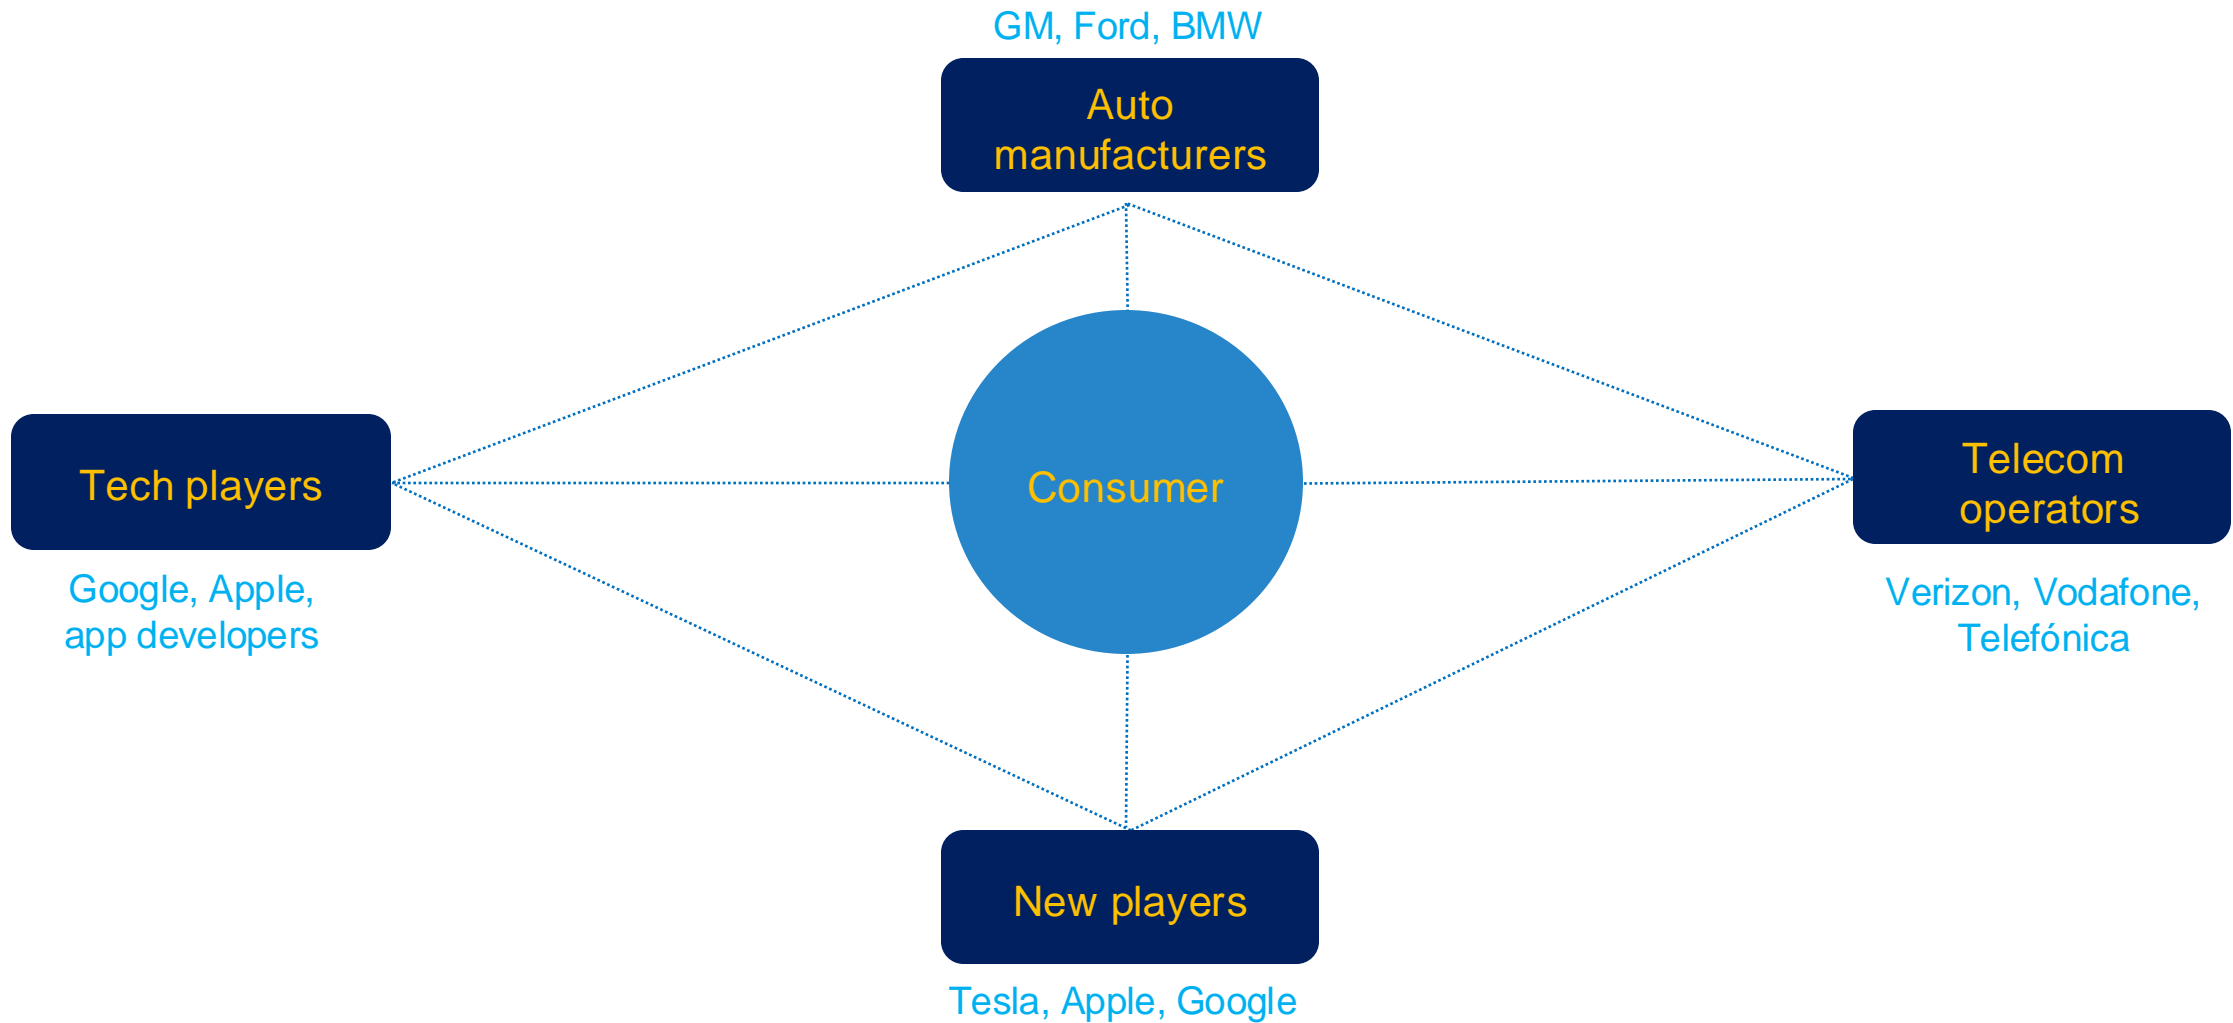 GM, Ford, BMW
Auto
manufacturers
Tech players
Google, Apple,
app developers
Consumer
Telecom
operators
Verizon, Vodafone,
Telefónica
New players
Tesla, Apple, Google